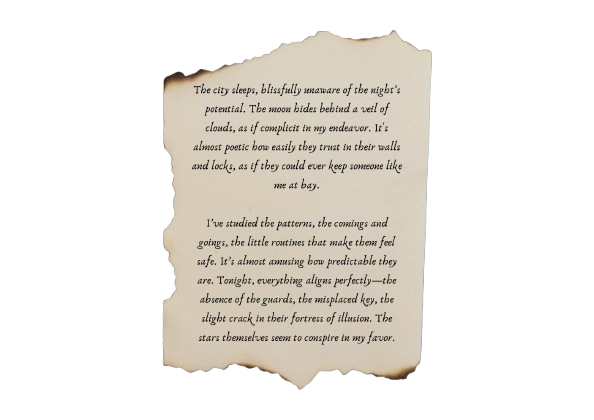 The city sleeps, blissfully unaware of the night's
potential. The moon hides behind a veil of
clouds, as if complicit in my endeavor. It's
almost poetic how easily they trust in their walls
and locks, as if they could ever keep someone like
me at bay.
I've studied the patterns, the comings and
goings, the little routines that make them feel
safe. It's almost amusing how predictable they
are. Tonight, everything aligns perfectly—the
absence of the guards, the misplaced key, the
slight crack in their fortress of illusion. The
stars themselves seem to conspire in my favor.